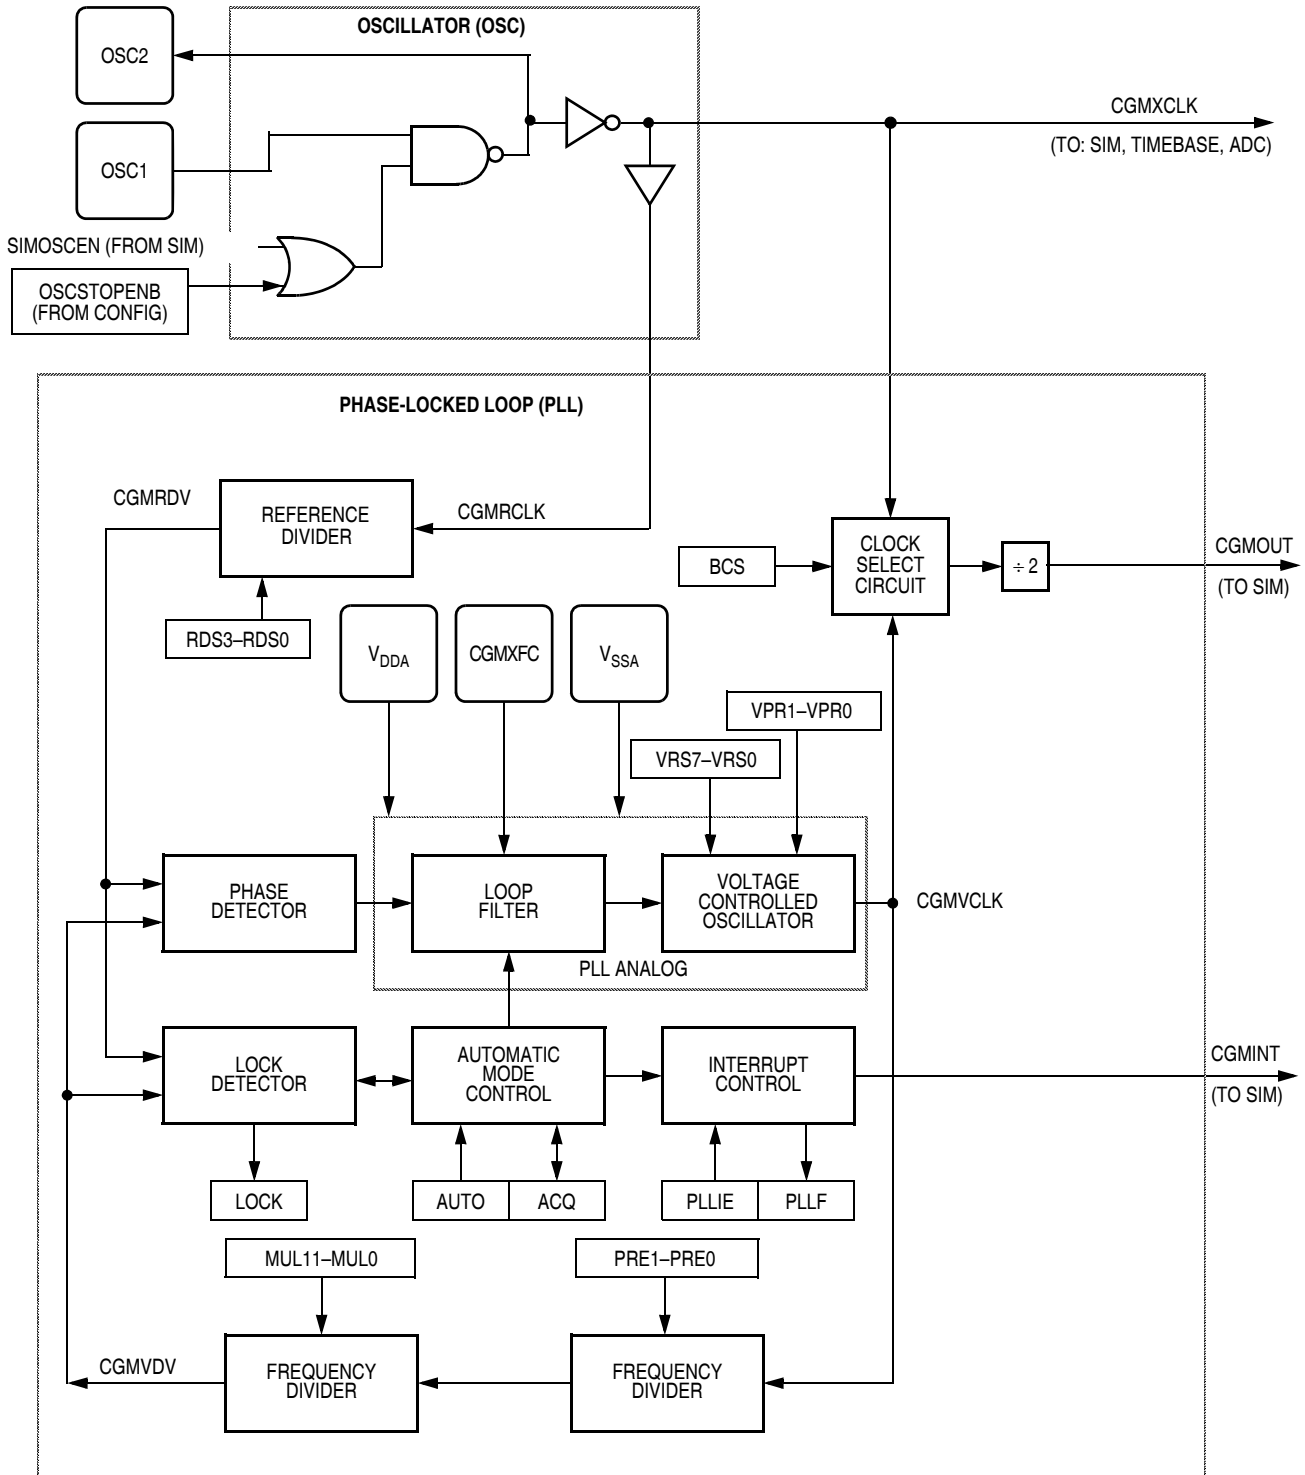 OSCILLATOR (OSC)
OSC2
OSC1
CGMXCLK
(TO: SIM, TIMEBASE, ADC)
SIMOSCEN (FROM SIM)
OSCSTOPENB
(FROM CONFIG)
PHASE-LOCKED LOOP (PLL)
CGMRDV
REFERENCE
DIVIDER
CGMRCLK
CLOCK
SELECT
CIRCUIT
BCS
÷ 2
CGMOUT
(TO SIM)
RDS3–RDS0
VDDA
CGMXFC
VSSA
VPR1–VPR0
VRS7–VRS0
PHASE
DETECTOR
LOOP
FILTER
VOLTAGE
CONTROLLED
OSCILLATOR
CGMVCLK
PLL ANALOG
LOCK
DETECTOR
AUTOMATIC
MODE
CONTROL
INTERRUPT
CONTROL
CGMINT
(TO SIM)
LOCK
AUTO
ACQ
PLLIE
PLLF
MUL11–MUL0
PRE1–PRE0
CGMVDV
FREQUENCY
DIVIDER
FREQUENCY
DIVIDER